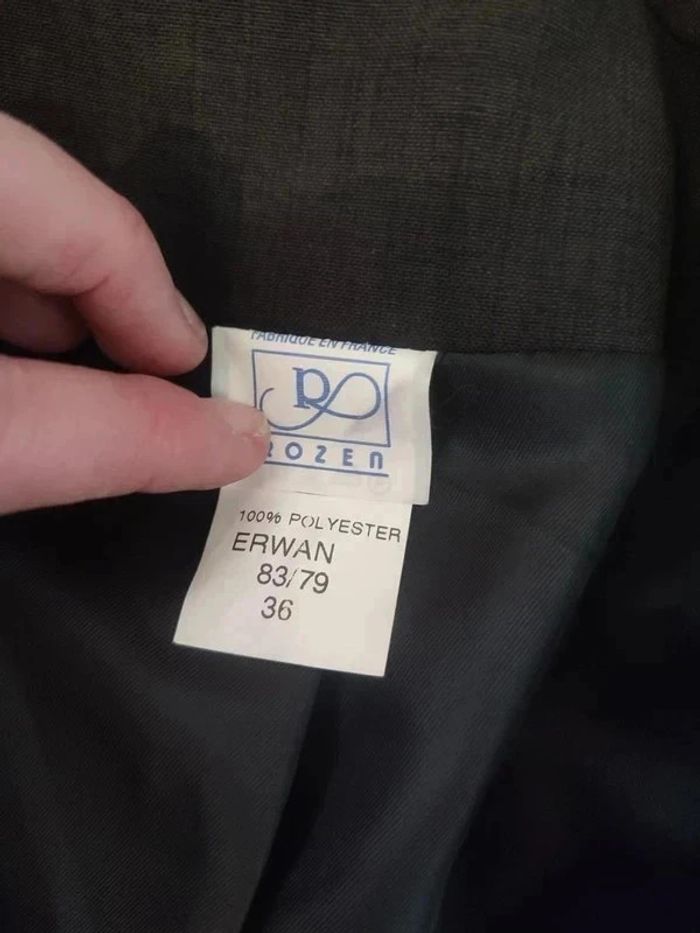 FABRIQUE EN FRANCE
R
ROZEN
100% POLYESTER
ERWAN
83/79
36